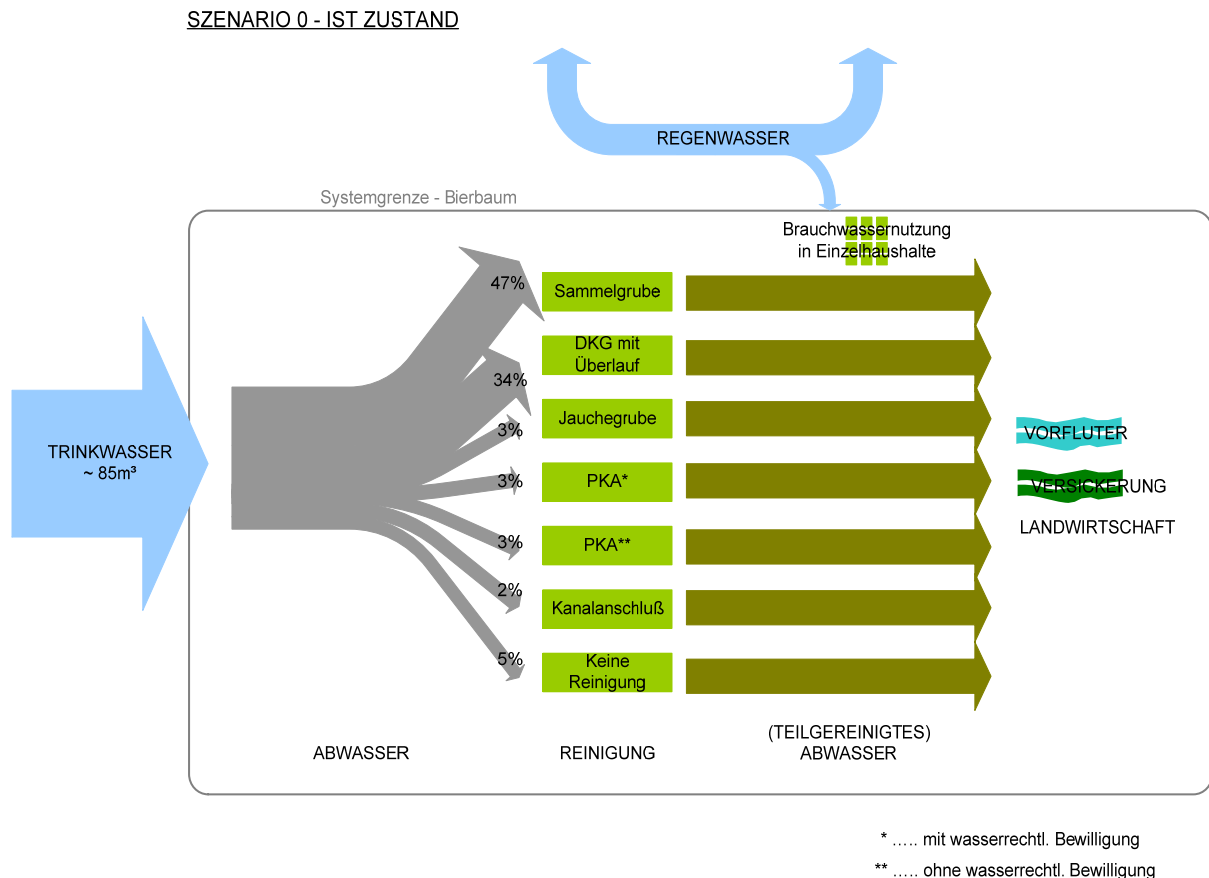 SZENARIO 0 - IST ZUSTAND
REGENWASSER
Systemgrenze - Bierbaum
Brauchwassernutzung
in Einzelhaushalte
47%
Sammelgrube
DKG mit
Überlauf
34%
Jauchegrube
3%
TRINKWASSER
~ 85m³
VORFLUTER
PKA*
3%
VERSICKERUNG
LANDWIRTSCHAFT
PKA**
3%
2%
Kanalanschluß
5%
Keine
Reinigung
ABWASSER
REINIGUNG
(TEILGEREINIGTES)
ABWASSER
* ..... mit wasserrechtl. Bewilligung
** ..... ohne wasserrechtl. Bewilligung